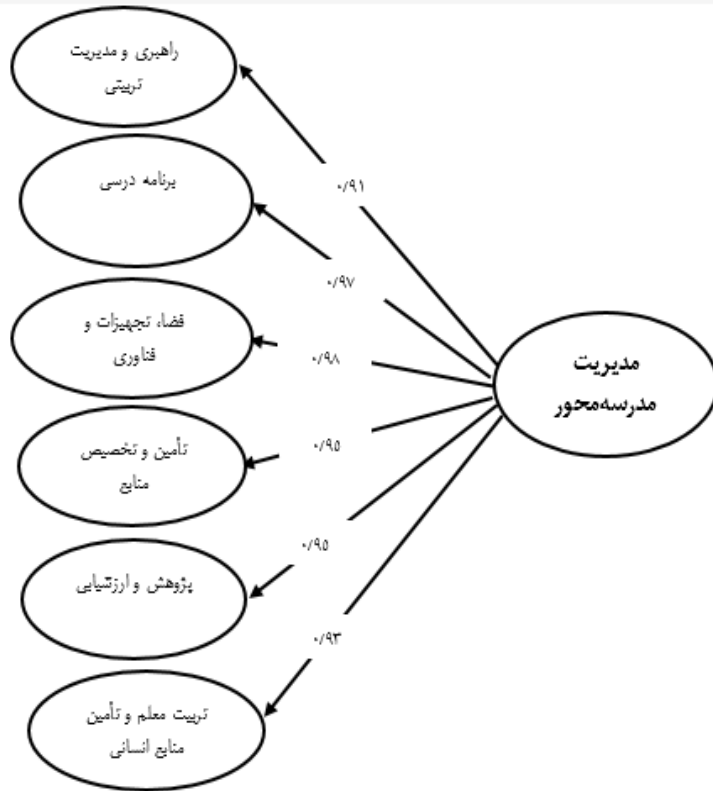 راهبری و مدیریت
تربیتی
۰/۹۱
برنامه درسی
۰/۹۷
فضا، تجهیزات و
فناوری
۰/۹۸
مدیریت
مدرسه‌محور
تأمین و تخصیص
منابع
۰/۹۵
پژوهش و ارزشیابی
۰/۹۵
تربیت معلم و تأمین
منابع انسانی
۰/۹۳